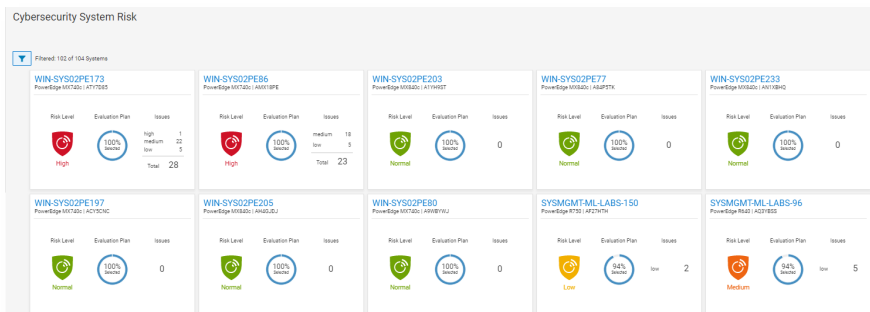 Cybersecurity System Risk
Filtered: 102 of 104 Systems
WIN-SYS02PE173
PowerEdge MX740c | ATY7D85
Risk Level Evaluation Plan Issues
100% Selected
high 1
medium 22
low 5
Total 28
High
WIN-SYS02PE86
PowerEdge MX740c | AMX18PE
Risk Level Evaluation Plan Issues
100% Selected
medium 18
low 5
Total 23
High
WIN-SYS02PE203
PowerEdge MX840c | A1YH9ST
Risk Level Evaluation Plan Issues
100% Selected
0
Normal
WIN-SYS02PE77
PowerEdge MX840c | A84P5TK
Risk Level Evaluation Plan Issues
100% Selected
0
Normal
WIN-SYS02PE233
PowerEdge MX840c | AN1XBHQ
Risk Level Evaluation Plan Issues
100% Selected
0
Normal
WIN-SYS02PE197
PowerEdge MX740c | ACY5CNC
Risk Level Evaluation Plan Issues
100% Selected
0
Normal
WIN-SYS02PE205
PowerEdge MX840c | AH4GJDJ
Risk Level Evaluation Plan Issues
100% Selected
0
Normal
WIN-SYS02PE80
PowerEdge MX740c | A9WBYWJ
Risk Level Evaluation Plan Issues
100% Selected
0
Normal
SYSMGMT-ML-LABS-150
PowerEdge R750 | AFZ7HTH
Risk Level Evaluation Plan Issues
94% Selected
low 2
Low
SYSMGMT-ML-LABS-96
PowerEdge R640 | AQ3YBGS
Risk Level Evaluation Plan Issues
94% Selected
low 5
Medium